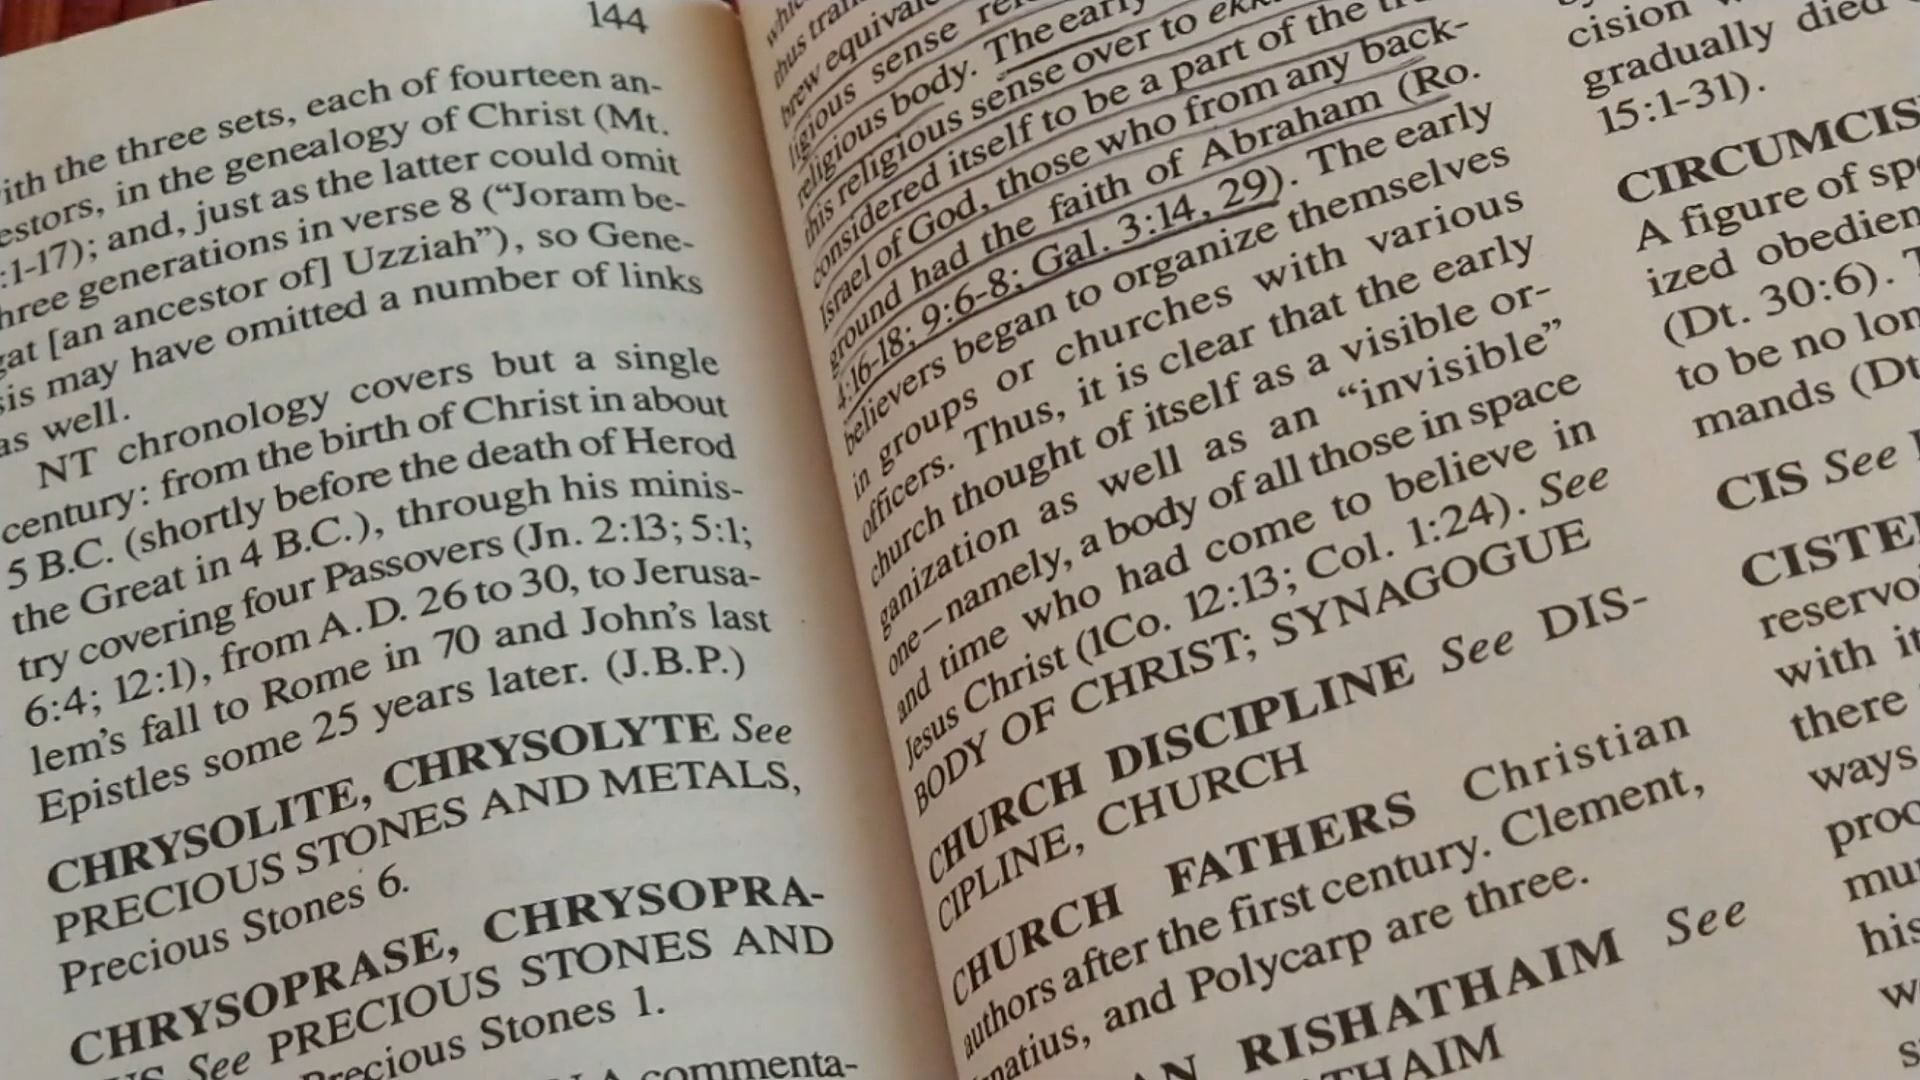 144
with the three sets, each of fourteen an-
estors, in the genealogy of Christ (Mt.
:1-17); and, just as the latter could omit
hree generations in verse 8 (“Joram be-
gat [an ancestor of] Uzziah”), so Gene-
sis may have omitted a number of links
as well.
NT chronology covers but a single
century: from the birth of Christ in about
5 B.C. (shortly before the death of Herod
the Great in 4 B.C.), through his minis-
try covering four Passovers (Jn. 2:13; 5:1;
6:4; 12:1), from A.D. 26 to 30, to Jerusa-
lem’s fall to Rome in 70 and John’s last
Epistles some 25 years later. (J.B.P.)
CHRYSOLITE, CHRYSOLYTE See
PRECIOUS STONES AND METALS,
Precious Stones 6.
CHRYSOPRASE, CHRYSOPRA-
See PRECIOUS STONES AND
Precious Stones 1.
commenta-
thus
brew
ligious sense
religious body. The early
this religious sense over to
considered itself to be a part of the
Israel of God, those who from any back-
ground had the faith of Abraham (Ro.
4:16-18; 9:6-8; Gal. 3:14, 29). The early
believers began to organize themselves
in groups or churches with various
officers. Thus, it is clear that the early
church thought of itself as a visible or-
ganization as well as an “invisible”
one—namely, a body of all those in space
and time who had come to believe in
Jesus Christ (1Co. 12:13; Col. 1:24). See
BODY OF CHRIST; SYNAGOGUE
CHURCH DISCIPLINE See DIS-
CIPLINE, CHURCH
CHURCH FATHERS Christian
authors after the first century. Clement,
natius, and Polycarp are three.
RISHATHAIM See
THAIM
cision
gradually died
15:1-31).
CIRCUMCIS
A figure of spe
ized obedien
(Dt. 30:6).
to be no lon
mands (Dt
CIS See
CISTE
reservo
with it
there
ways
proc
mu
his
w
s